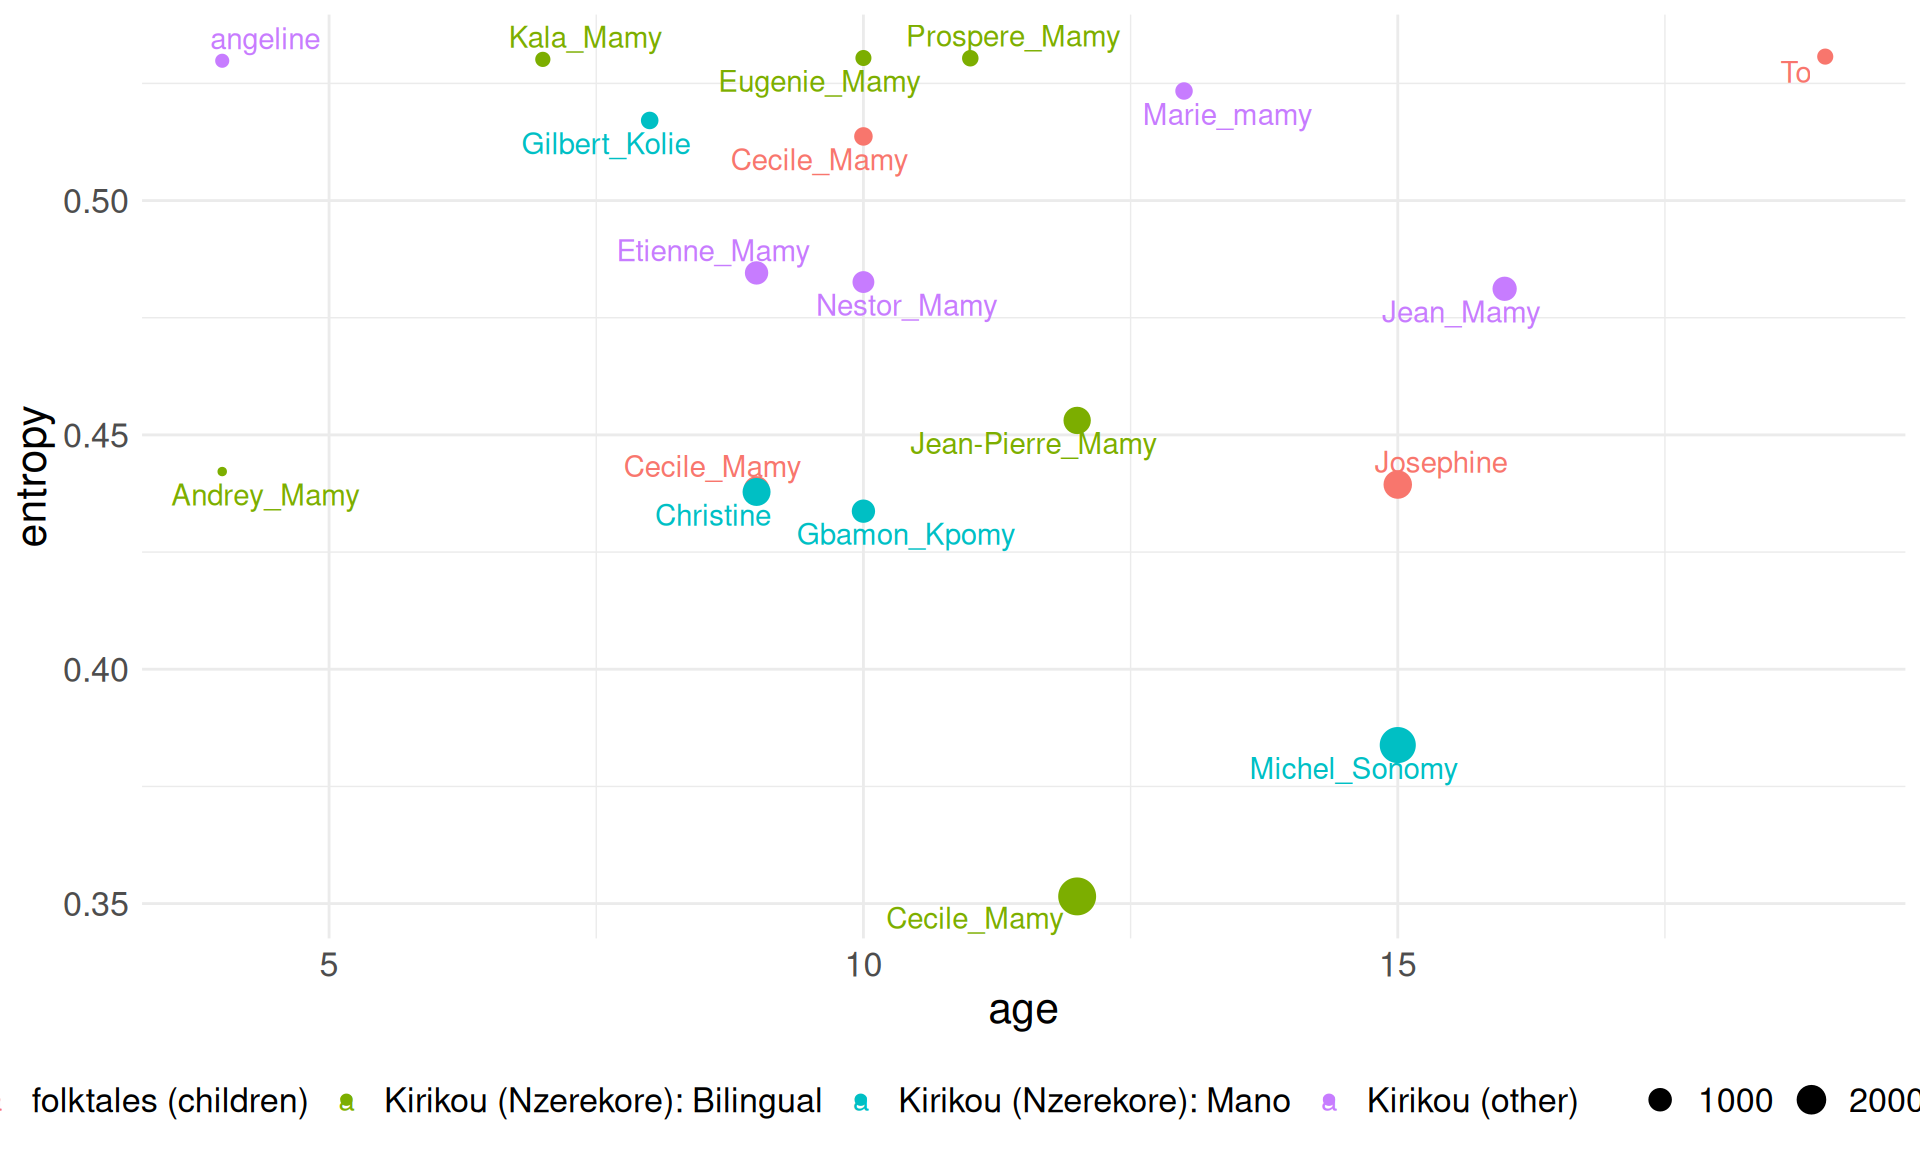 angeline
Kala_Mamy
Prospere_Mamy
Eugenie_Mamy
To
Marie_mamy
Gilbert_Kolie
Cecile_Mamy
0.50
Etienne_Mamy
Nestor_Mamy
Jean_Mamy
0.45
Jean-Pierre_Mamy
Cecile_Mamy
Josephine
Andrey_Mamy
Christine
Gbamon_Kpomy
entropy
0.40
Michel_Sonomy
0.35
Cecile_Mamy
5 10 15
age
a folktales (children) a Kirikou (Nzerekore): Bilingual a Kirikou (Nzerekore): Mano a Kirikou (other) 1000 2000